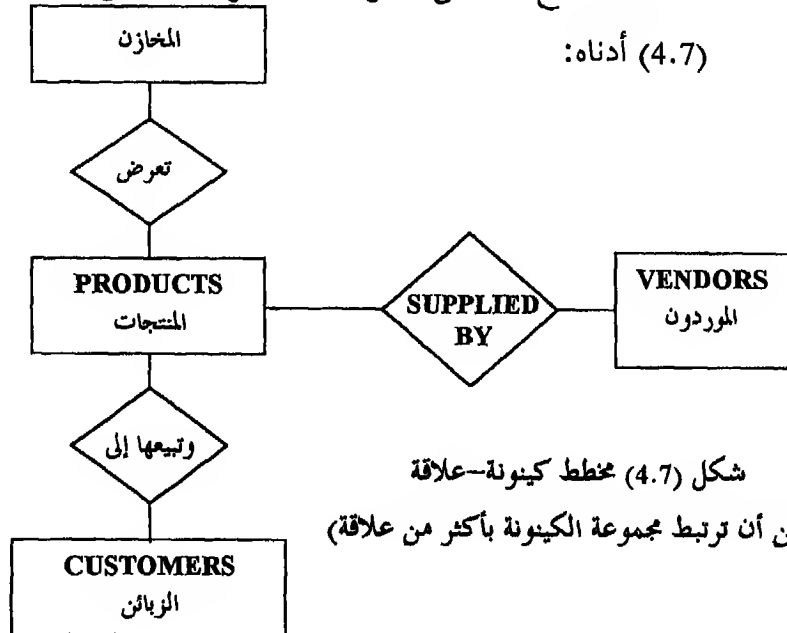 (4.7) أدناه:
المخازن
تعرض
PRODUCTS
المنتجات
SUPPLIED
BY
VENDORS
الموردون
وتبيعها إلى
شكل (4.7) مخطط كينونة-علاقة
أن ترتبط مجموعة الكينونة بأكثر من علاقة)
CUSTOMERS
الزبائن